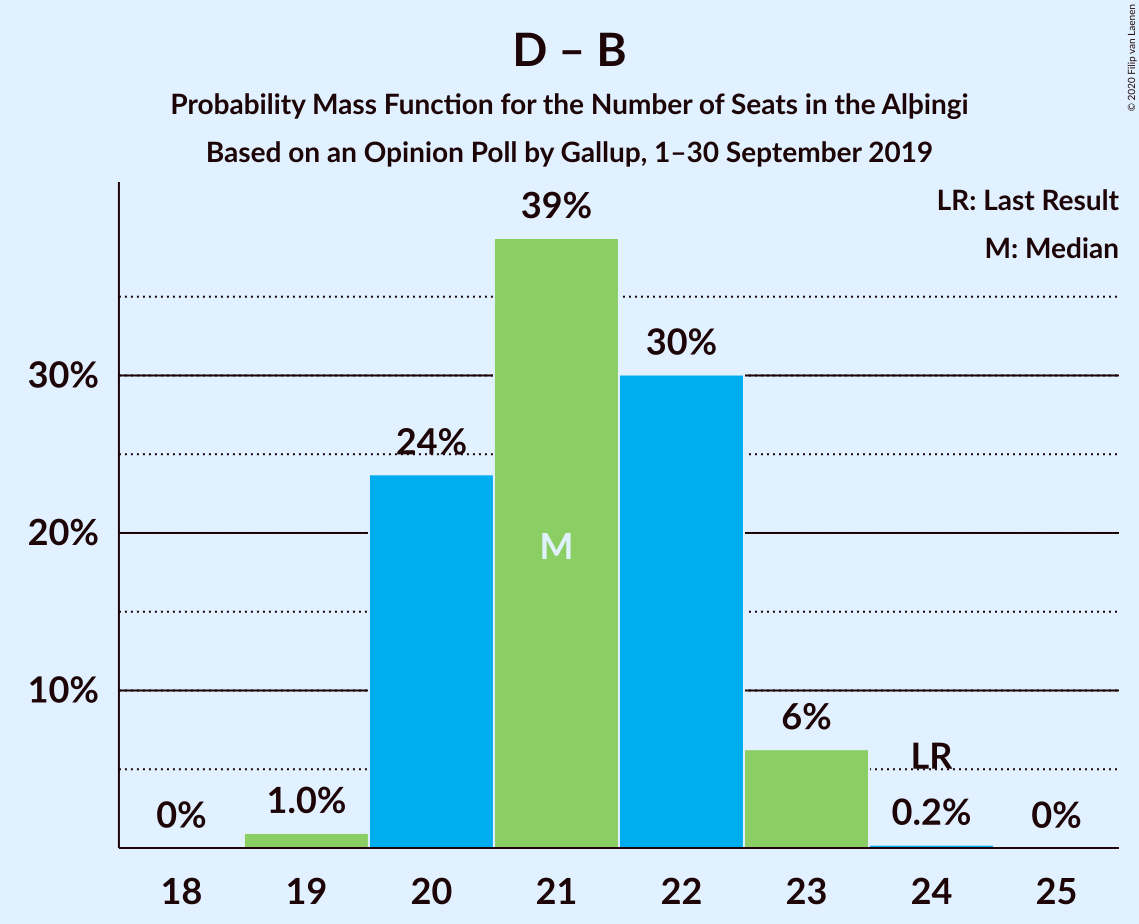 D – B
Probability Mass Function for the Number of Seats in the Alþingi
Based on an Opinion Poll by Gallup, 1–30 September 2019
© 2020 Filip van Laenen
LR: Last Result
M: Median
39%
30%
30%
24%
20%
M
10%
6%
LR
0%
1.0%
0.2%
0%
18 19 20 21 22 23 24 25